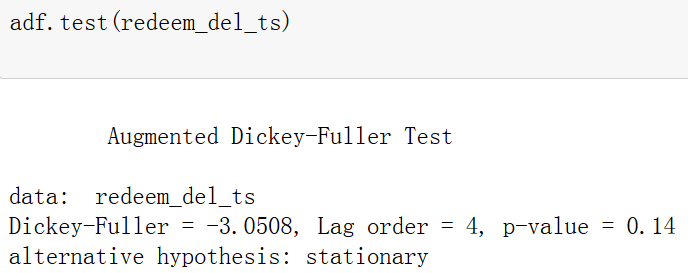 adf.test(redeem_del_ts)
Augmented Dickey-Fuller Test
data:  redeem_del_ts
Dickey-Fuller = -3.0508, Lag order = 4, p-value = 0.14
alternative hypothesis: stationary